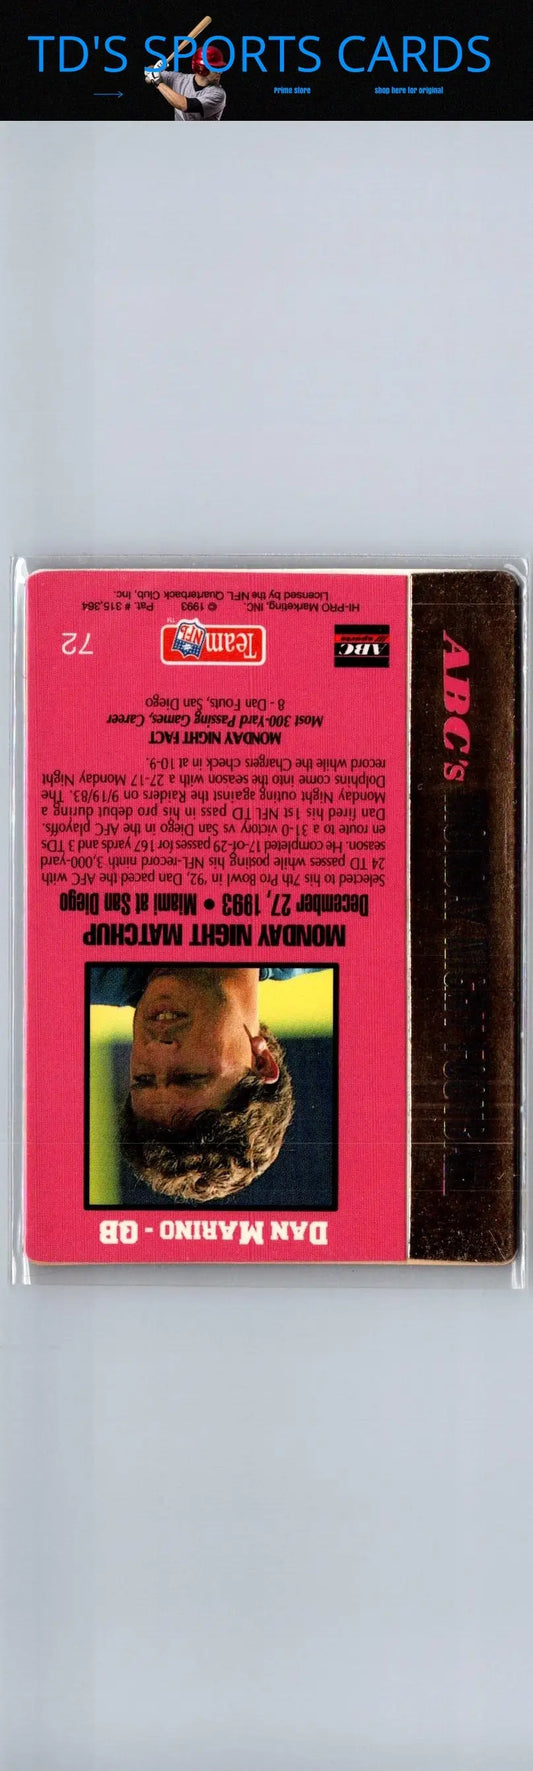 TD'S SPORTS CARDS
Prime store
shop here for original
DAN MARINO - QB
MONDAY NIGHT MATCHUP
December 27, 1993 • Miami at San Diego
Selected to his 7th Pro Bowl in '92, Dan paced the AFC with
24 TD passes while posting his NFL-record ninth 3,000-yard
season. He completed 17-of-29 passes for 167 yards and 3 TDs
en route to a 31-0 victory vs San Diego in the AFC playoffs.
Dan fired his 1st NFL TD pass in his pro debut during a
Monday Night outing against the Raiders on 9/19/83. The
Dolphins come into the season with a 27-17 Monday Night
record while the Chargers check in at 10-9.
MONDAY NIGHT FACT
Most 300-Yard Passing Games, Career
8 - Dan Fouts, San Diego
ABC
sports
Team NFL
TM
72
HI-PRO Marketing, INC. © 1993 Pat. # 315,364
Licensed by the NFL Quarterback Club, Inc.
ABC's MONDAY NIGHT FOOTBALL